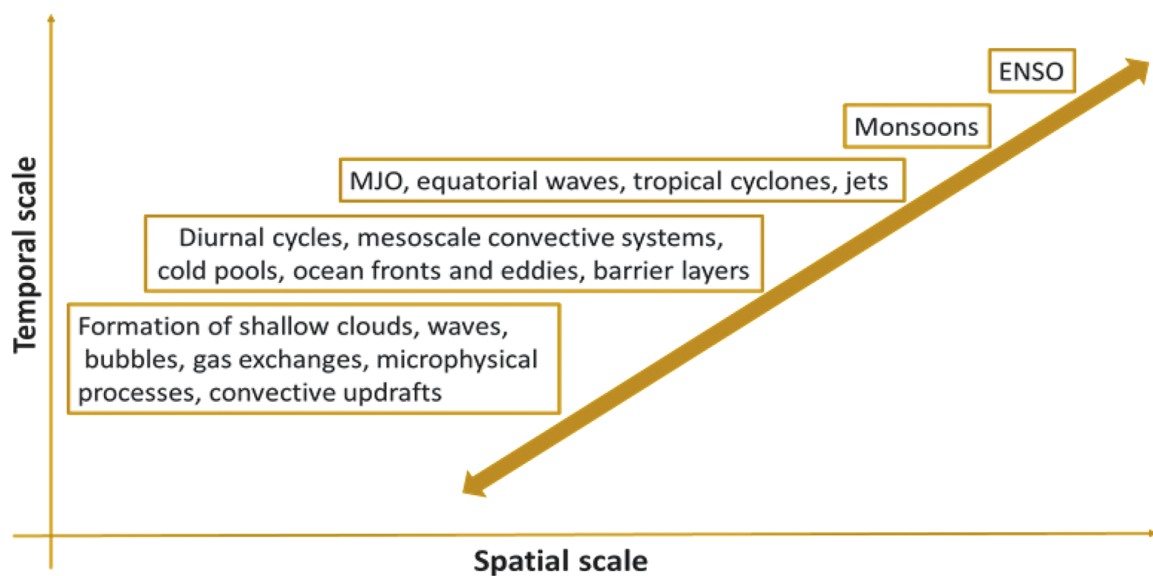 ENSO
Monsoons
MJO, equatorial waves, tropical cyclones, jets
Diurnal cycles, mesoscale convective systems,
cold pools, ocean fronts and eddies, barrier layers
Formation of shallow clouds, waves,
bubbles, gas exchanges, microphysical
processes, convective updrafts
Temporal scale
Spatial scale